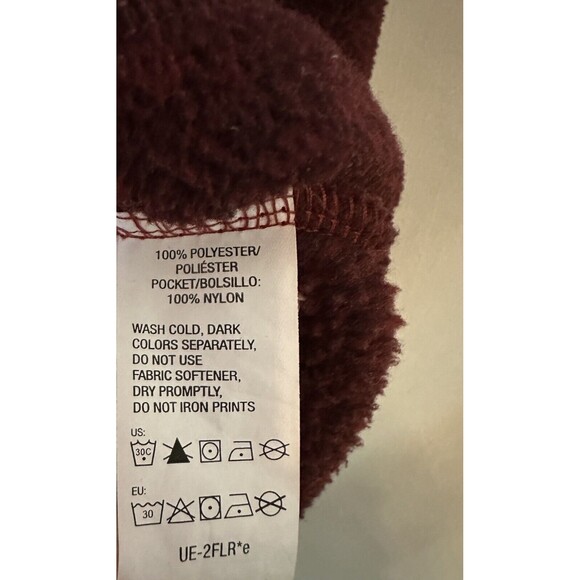 100% POLYESTER/
POLIÉSTER
POCKET/BOLSILLO:
100% NYLON
WASH COLD, DARK
COLORS SEPARATELY,
DO NOT USE
FABRIC SOFTENER,
DRY PROMPTLY,
DO NOT IRON PRINTS
US:
30C
EU:
30
UE-2FLR*e